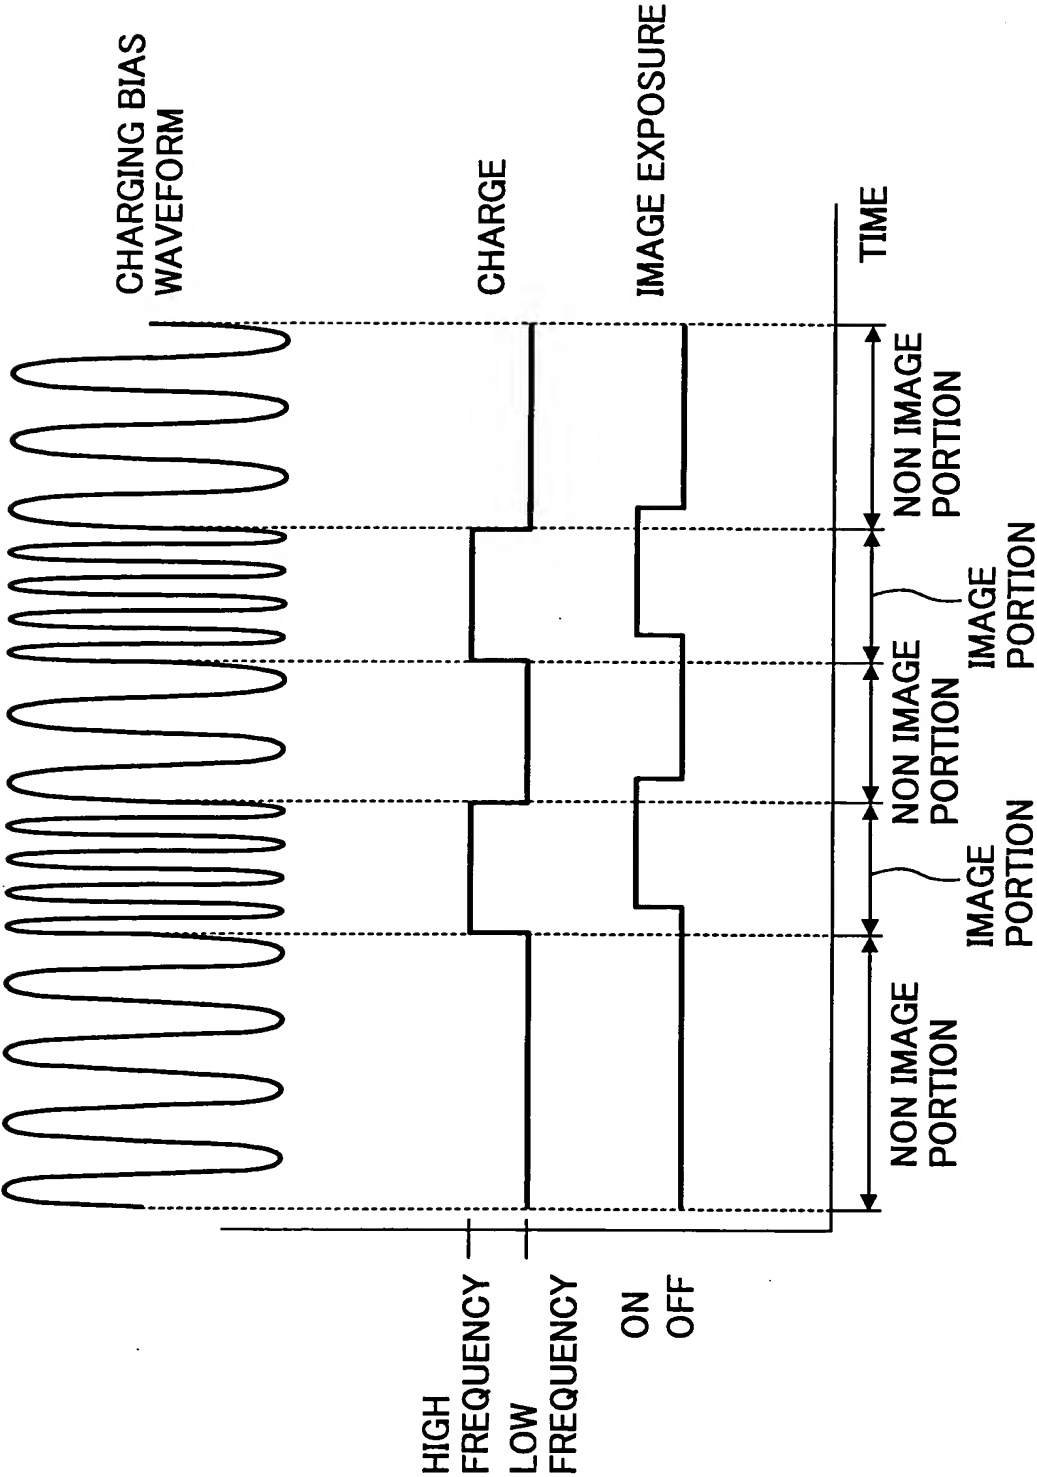 CHARGING BIAS
WAVEFORM
HIGH
FREQUENCY
LOW
FREQUENCY
CHARGE
ON
OFF
IMAGE EXPOSURE
TIME
NON IMAGE
PORTION
IMAGE
PORTION
NON IMAGE
PORTION
IMAGE
PORTION
NON IMAGE
PORTION